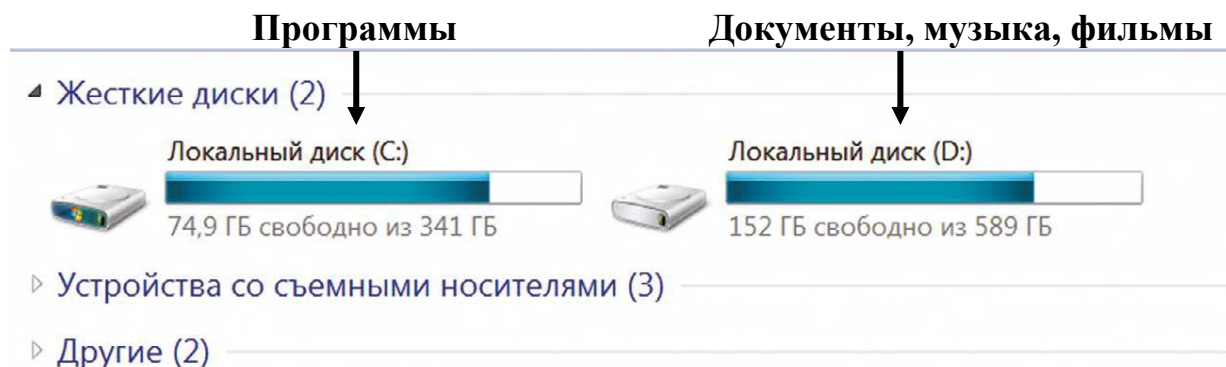 Программы
Документы, музыка, фильмы
Жесткие диски (2)
Локальный диск (C:)
74,9 ГБ свободно из 341 ГБ
Локальный диск (D:)
152 ГБ свободно из 589 ГБ
Устройства со съемными носителями (3)
Другие (2)